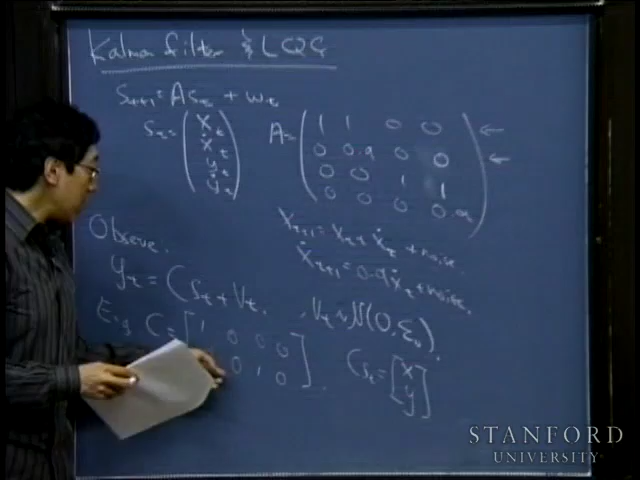 Kalman filter & LQG
S_{t+1} = A S_t + w_t
S_t = ( x_t ẋ_t y_t ẏ_t )
A = ( 1 1 0 0 ←
0 0.9 0 0 ←
0 0 1 1
0 0 0 0.9 )
x_{t+1} = x_t + ẋ_t + noise.
ẋ_{t+1} = 0.9 ẋ_t + noise.
Observe.
y_t = C S_t + v_t. , v_t ~ N(0, Σ_v).
E.g. C = [ 1 0 0 0
0 1 0 ].
C S_t = [ x y ]
STANFORD
UNIVERSITY